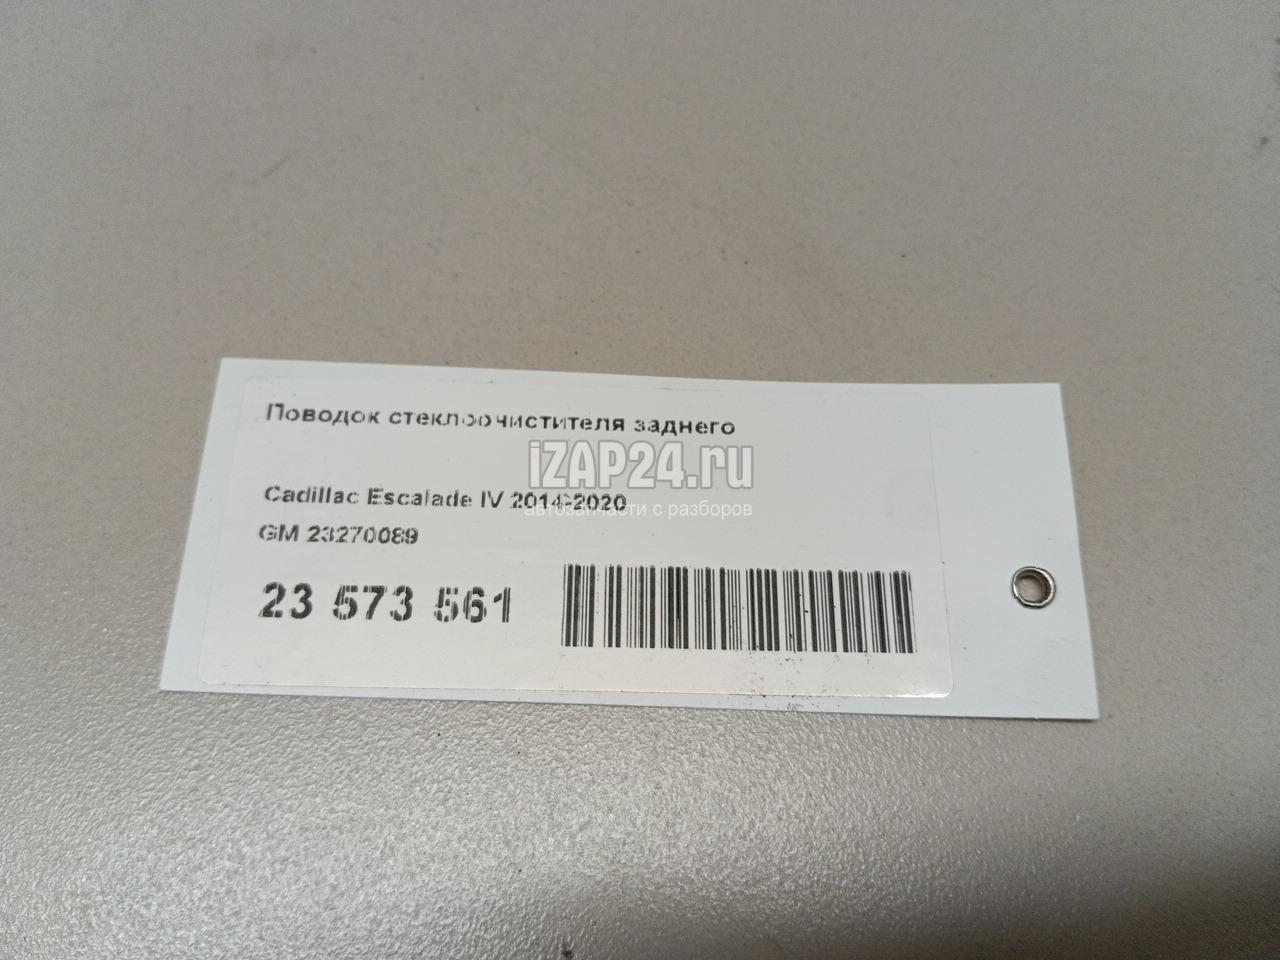 Поводок стеклоочистителя заднего
iZAP24.ru
Cadillac Escalade IV 2014-2020
автозапчасти с разборов
GM 23270089
23 573 561